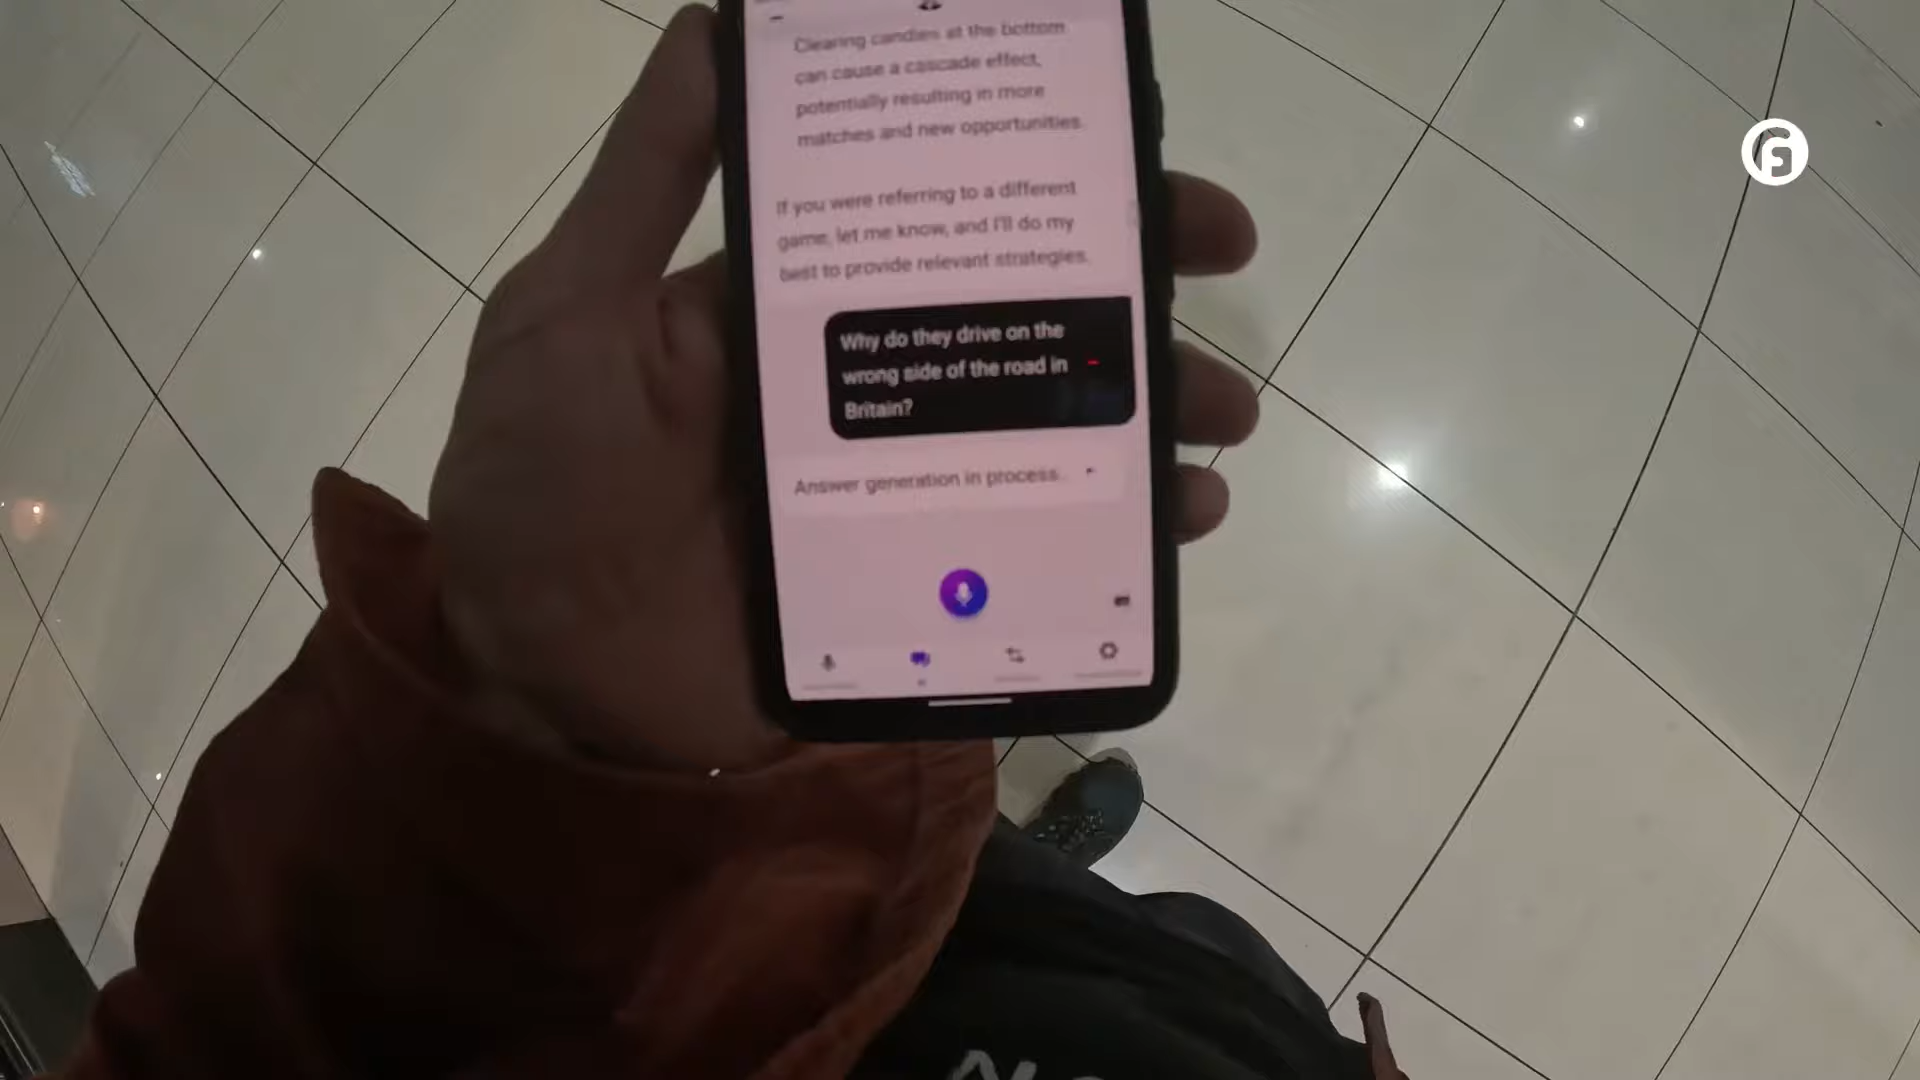 Clearing candies at the bottom
can cause a cascade effect,
potentially resulting in more
matches and new opportunities.
If you were referring to a different
game, let me know, and I'll do my
best to provide relevant strategies.
Why do they drive on the
wrong side of the road in
Britain?
Answer generation in process..